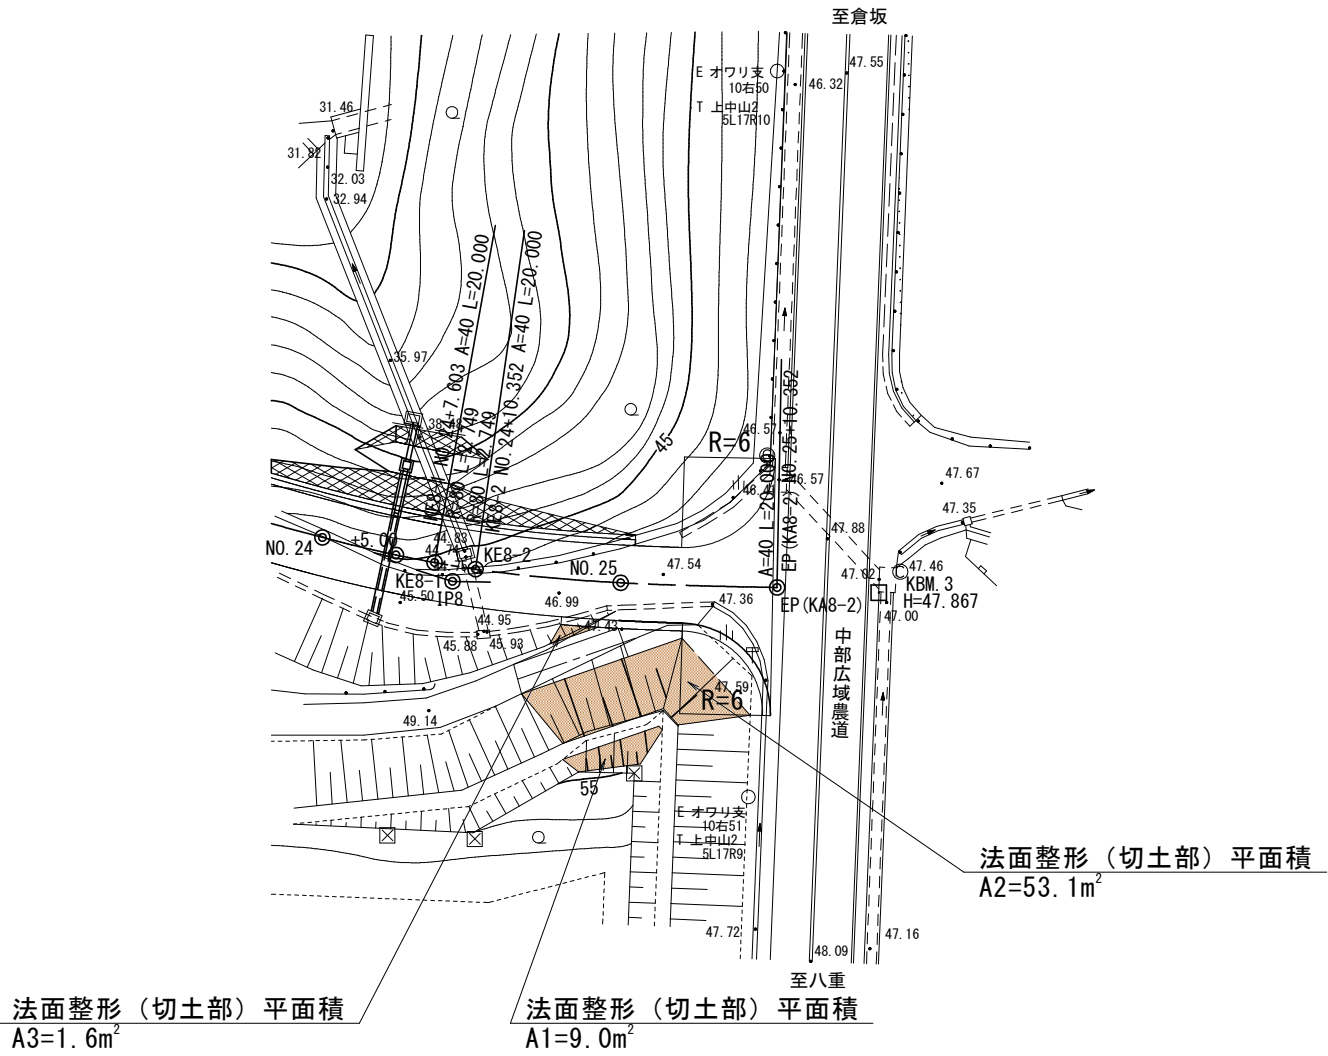 至倉坂
E オワリ支
10右50
T 上中山2
5L17R10
46.32
47.55
31.46
31.82
32.03
32.94
35.97
38.48
NO.24+7.603 A=40 L=20.000
KE8-2 NO.24+10.352 A=40 L=20.000
45
R=6
46.57
46.57
A=40 L=20.000
EP(KA8-2) NO.25+10.352
47.67
47.35
47.88
NO.24
+5.00
44.83
KE8-2
KE8-1
IP8
45.50
NO.25
47.54
46.99
47.36
EP(KA8-2)
47.02
47.46
KBM.3
H=47.867
47.00
44.95
45.88
45.93
47.43
中部広域農道
47.59
R=6
49.14
55
E オワリ支
10右51
T 上中山2
5L17R9
47.72
48.09
47.16
至八重
法面整形（切土部）平面積
A2=53.1m²
法面整形（切土部）平面積
A3=1.6m²
法面整形（切土部）平面積
A1=9.0m²